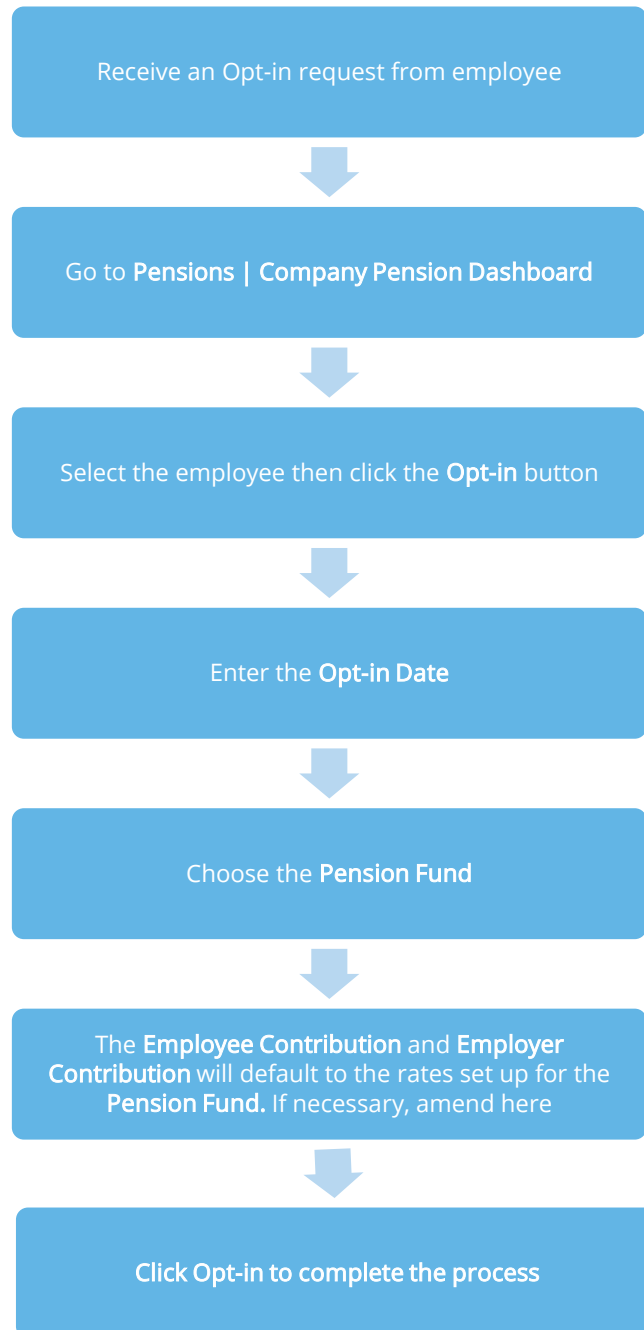 Receive an Opt-in request from employee
Go to Pensions | Company Pension Dashboard
Select the employee then click the Opt-in button
Enter the Opt-in Date
Choose the Pension Fund
The Employee Contribution and Employer
Contribution will default to the rates set up for the
Pension Fund. If necessary, amend here
Click Opt-in to complete the process